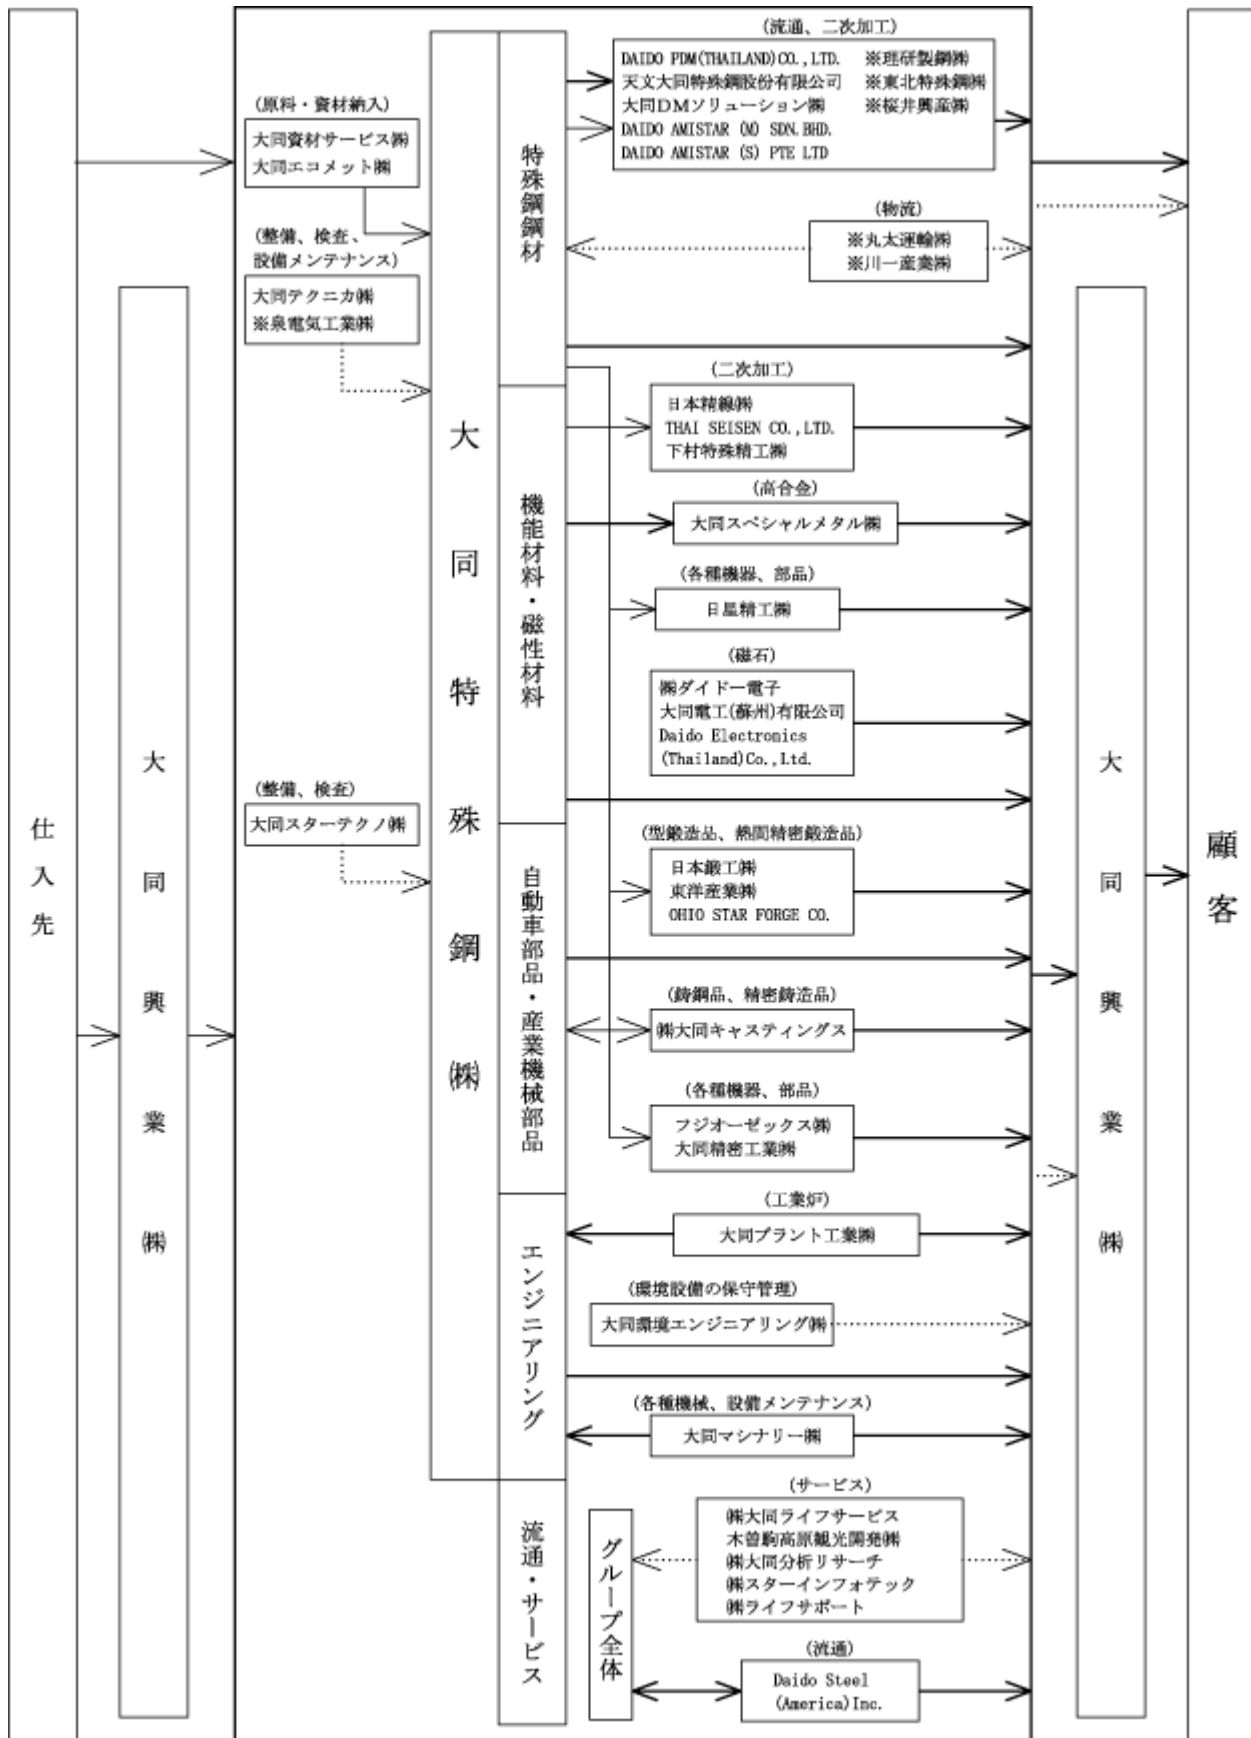 仕入先
大同興業㈱
(原料・資材納入)
大同資材サービス㈱
大同エコメット㈱
(整備、検査、
設備メンテナンス)
大同テクニカ㈱
※泉電気工業㈱
(整備、検査)
大同スターテクノ㈱
大同特殊鋼㈱
特殊鋼鋼材
(流通、二次加工)
DAIDO PDM(THAILAND)CO.,LTD. ※理研製鋼㈱
天文大同特殊鋼股份有限公司 ※東北特殊鋼㈱
大同DMソリューション㈱ ※桜井興産㈱
DAIDO AMISTAR (M) SDN.BHD.
DAIDO AMISTAR (S) PTE LTD
(物流)
※丸太運輸㈱
※川一産業㈱
機能材料・磁性材料
(二次加工)
日本精線㈱
THAI SEISEN CO.,LTD.
下村特殊精工㈱
(高合金)
大同スペシャルメタル㈱
(各種機器、部品)
日星精工㈱
(磁石)
㈱ダイドー電子
大同電工(蘇州)有限公司
Daido Electronics
(Thailand)Co.,Ltd.
自動車部品・産業機械部品
(型鍛造品、熱間精密鍛造品)
日本鍛工㈱
東洋産業㈱
OHIO STAR FORGE CO.
(鋳鋼品、精密鋳造品)
㈱大同キャスティングス
(各種機器、部品)
フジオーゼックス㈱
大同精密工業㈱
エンジニアリング
(工業炉)
大同プラント工業㈱
(環境設備の保守管理)
大同環境エンジニアリング㈱
(各種機械、設備メンテナンス)
大同マシナリー㈱
流通・サービス
グループ全体
(サービス)
㈱大同ライフサービス
木曽駒高原観光開発㈱
㈱大同分析リサーチ
㈱スターインフォテック
㈱ライフサポート
(流通)
Daido Steel
(America)Inc.
大同興業㈱
顧客